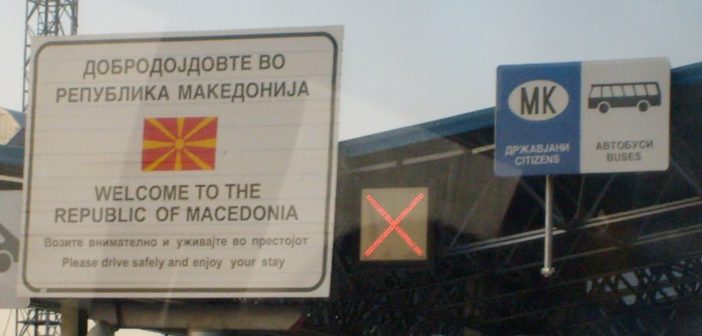 ДОБРОДОЈДОВТЕ ВО
РЕПУБЛИКА МАКЕДОНИЈА
WELCOME TO THE
REPUBLIC OF MACEDONIA
Возите внимателно и уживајте во престојот
Please drive safely and enjoy your stay
MK
ДРЖАВЈАНИ
CITIZENS
АВТОБУСИ
BUSES